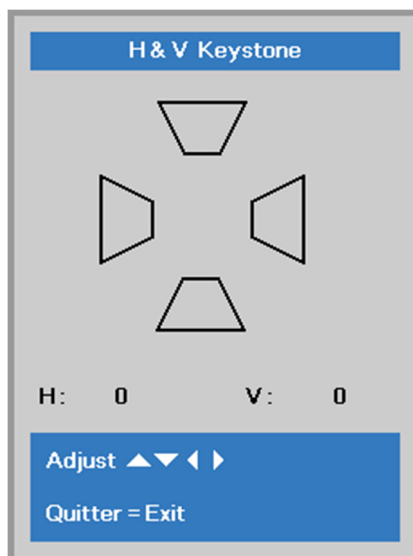 H & V Keystone
H: 0 V: 0
Adjust
Quitter = Exit